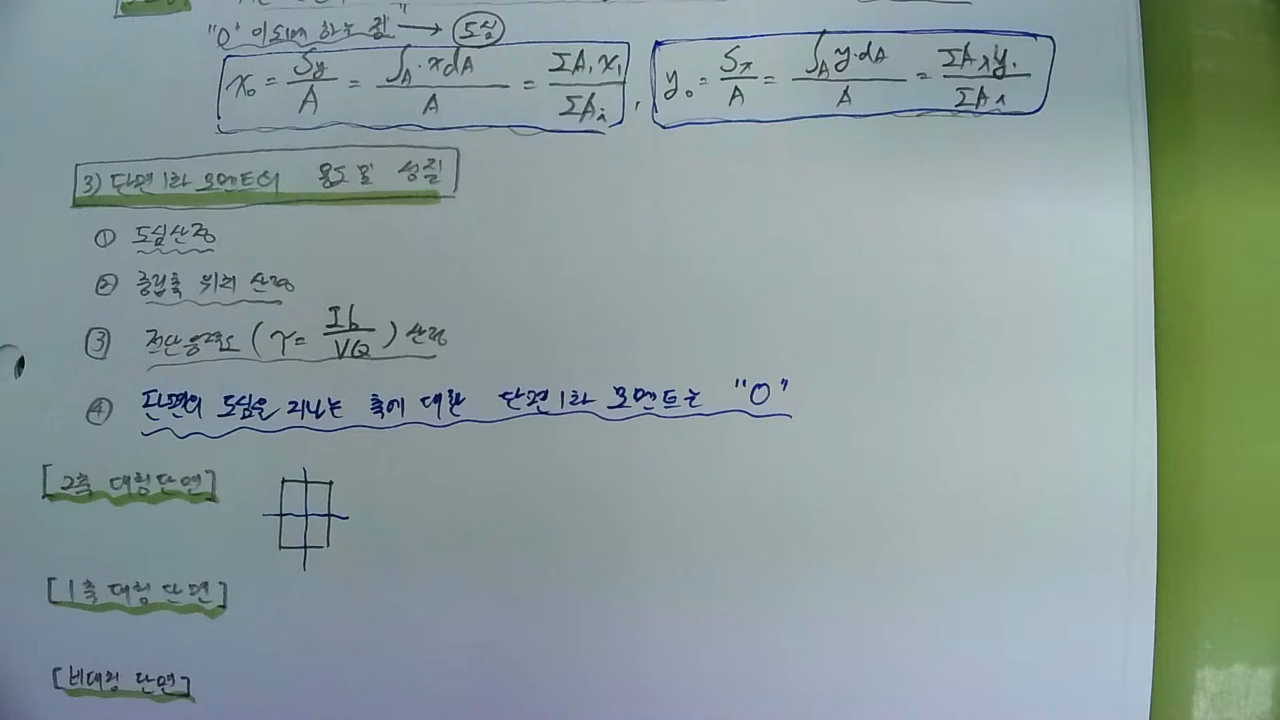 "0" 이 되게 하는 점" → 도심
x₀ = Sy/A = ∫A·xdA/A = ΣAᵢxᵢ/ΣAᵢ , y₀ = Sx/A = ∫A y·dA/A = ΣAᵢyᵢ/ΣAᵢ
3) 단면1차 모멘트의 용도 및 성질
① 도심산정
② 중립축 위치 산정
③ 전단응력도 (τ= Ib/VQ) 산정
④ 단면의 도심을 지나는 축에 대한 단면1차 모멘트는 "0"
[2축 대칭단면]
[1축 대칭 단면]
[비대칭 단면]